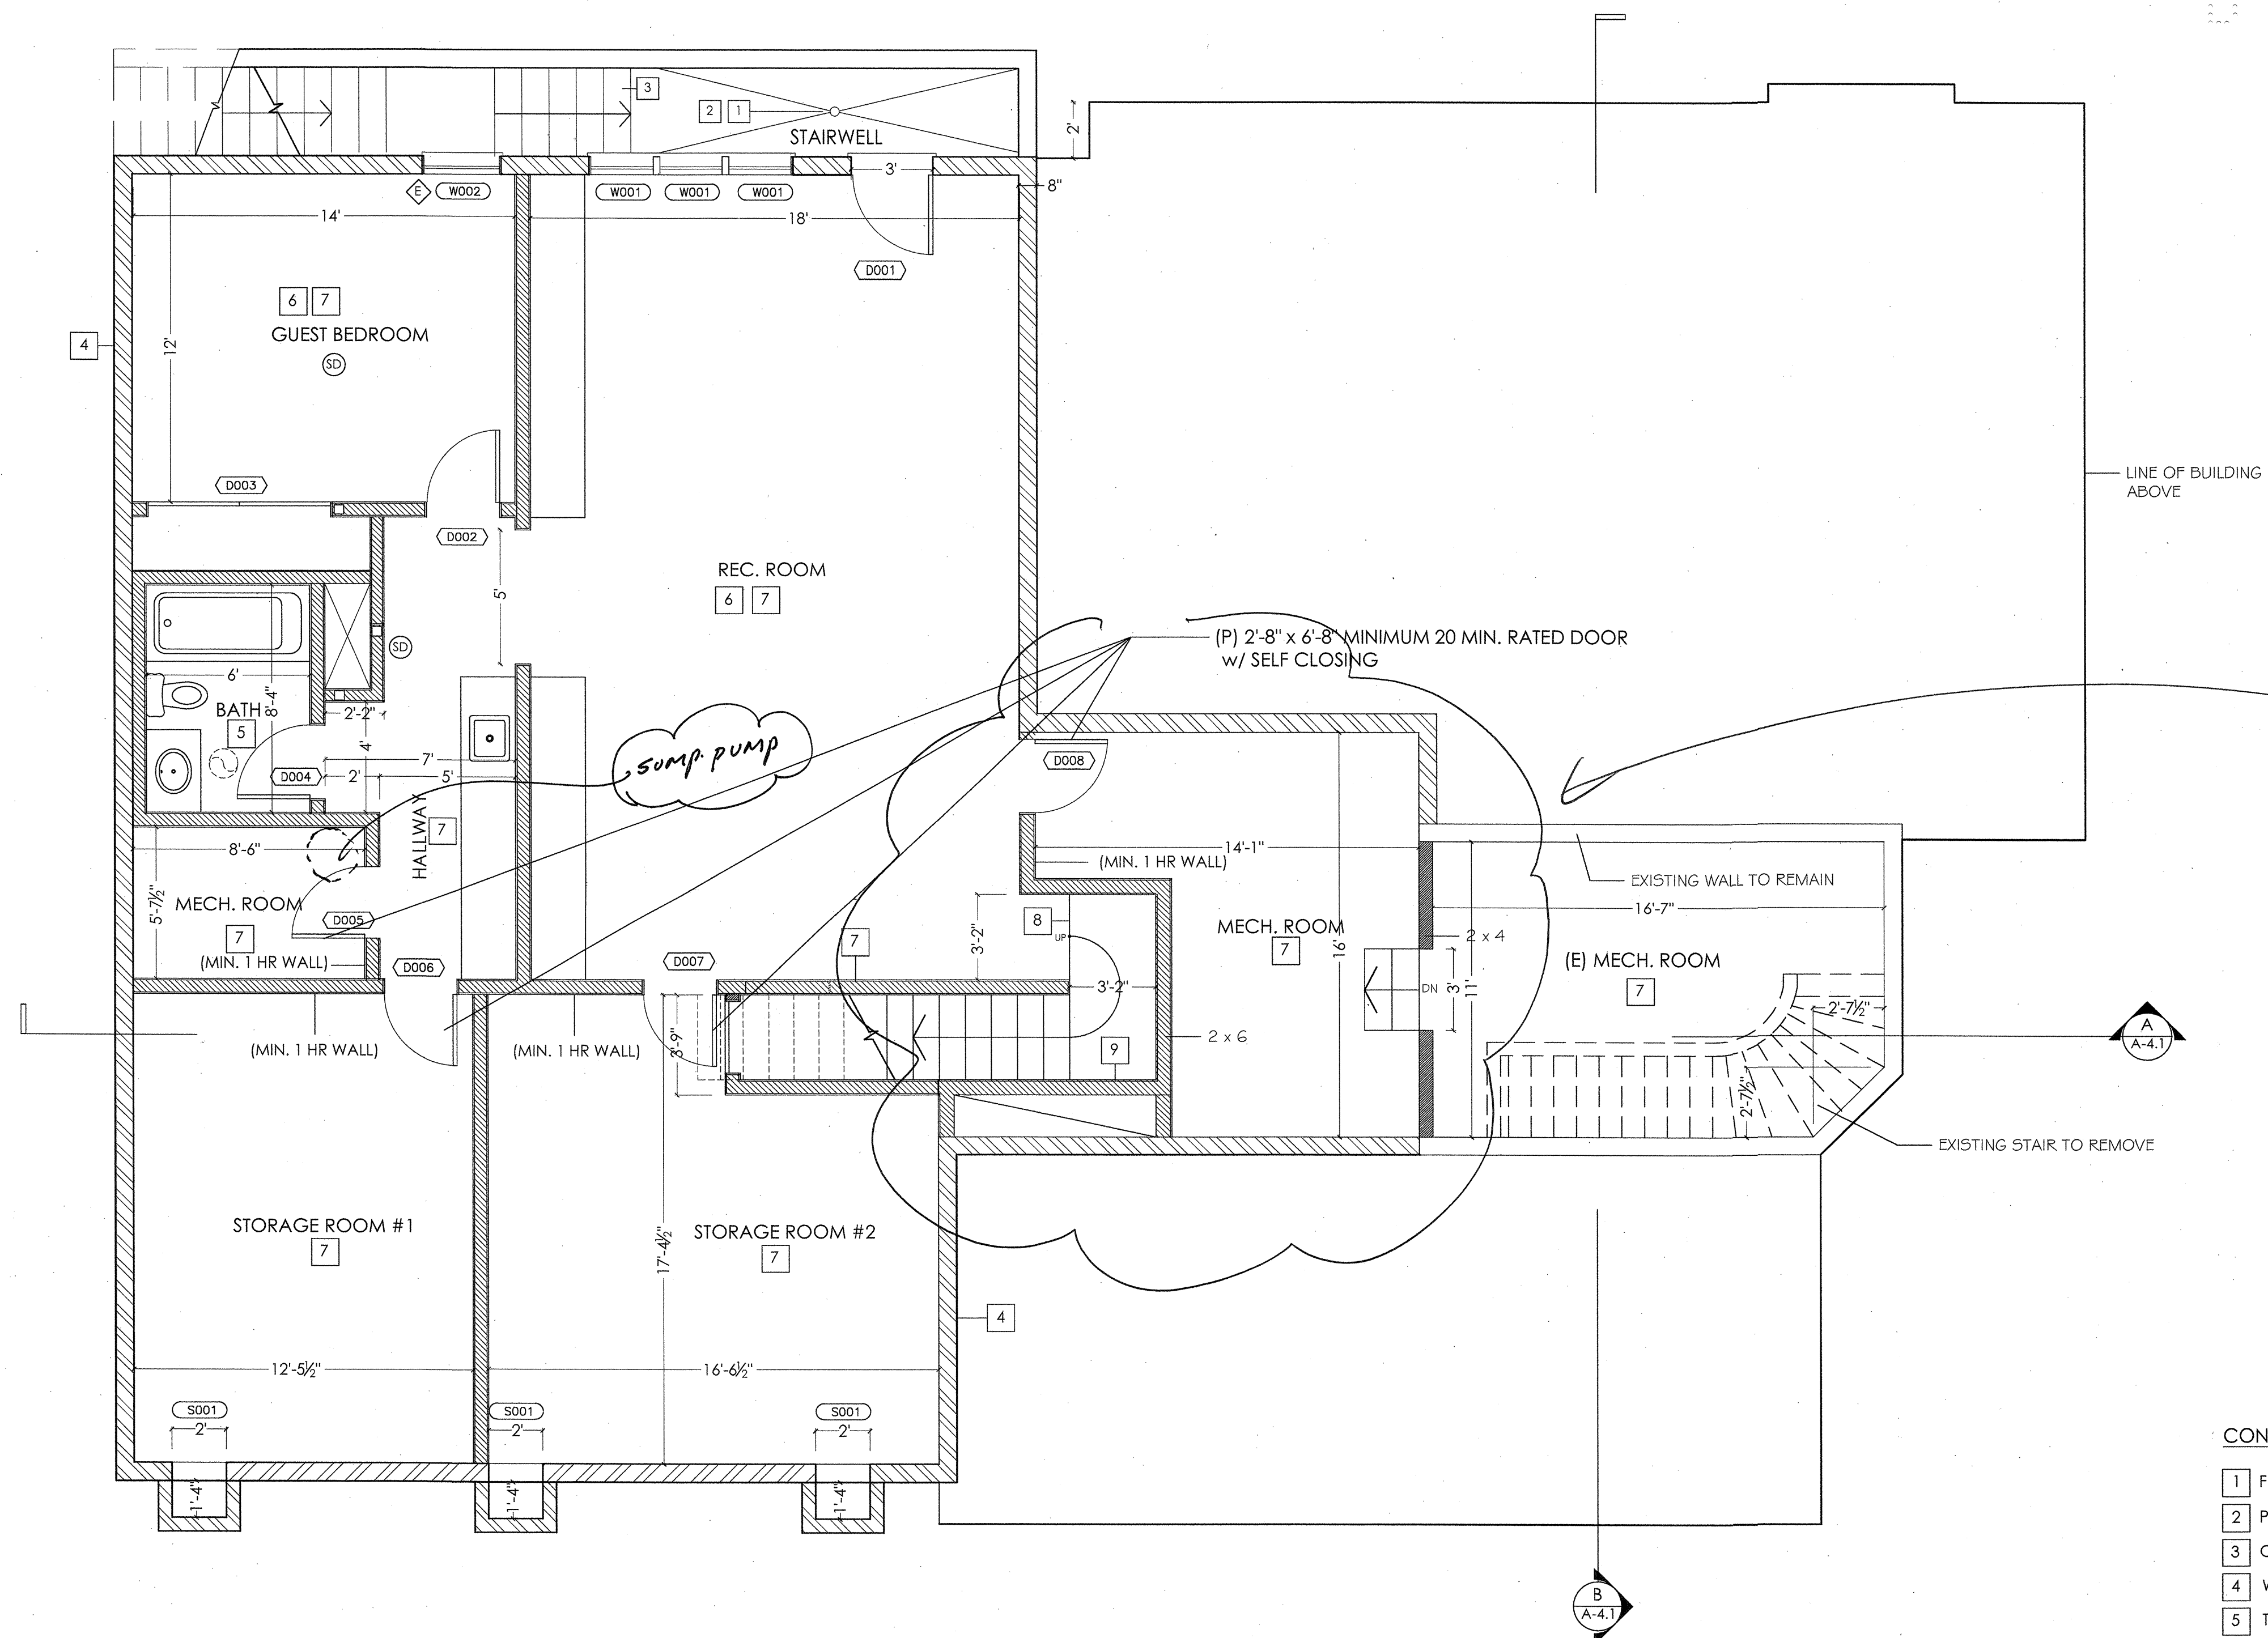 3
2 1
STAIRWELL
2'
3'
8"
E W002 W001 W001 W001
14'
18'
D001
6 7
GUEST BEDROOM
SD
4
12'
D003
LINE OF BUILDING
ABOVE
D002
5'
REC. ROOM
6 7
SD
(P) 2'-8" x 6'-8" MINIMUM 20 MIN. RATED DOOR
w/ SELF CLOSING
6'
8'-4"
BATH
5
2'-2"
4'
sump. pump
7'
D004
2'
5'
D008
HALLWAY
7
8'-6"
14'-1"
(MIN. 1 HR WALL)
EXISTING WALL TO REMAIN
5'-7½"
MECH. ROOM
7
D005
(MIN. 1 HR WALL)
D006
D007
7
3'-2"
8
UP
3'-2"
MECH. ROOM
7
16'
16'-7"
2 x 4
(E) MECH. ROOM
7
DN
3'
11'
2'-7½"
2'-7½"
A
A-4.1
(MIN. 1 HR WALL)
(MIN. 1 HR WALL)
3'-9"
9
2 x 6
EXISTING STAIR TO REMOVE
STORAGE ROOM #1
7
17'-4½"
STORAGE ROOM #2
7
4
12'-5½"
16'-6½"
S001
2'
S001
2'
S001
2'
1'-4"
1'-4"
1'-4"
B
A-4.1
CON
1 F
2 P
3
4
5 T